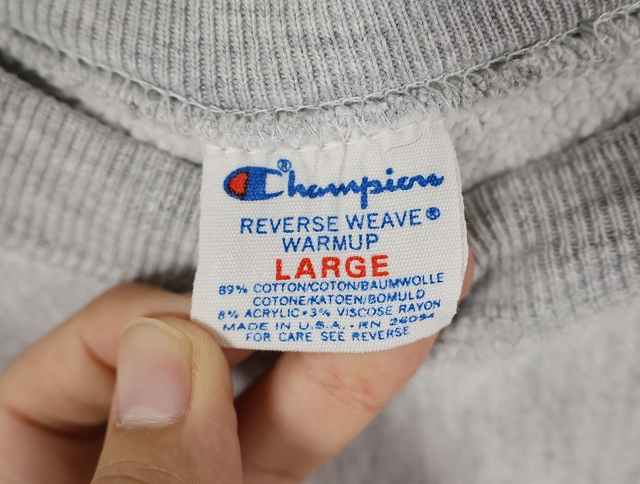 Champion®
REVERSE WEAVE®
WARMUP
LARGE
89% COTTON/COTON/BAUMWOLLE
COTONE/KATOEN/BOMULD
8% ACRYLIC•3% VISCOSE RAYON
MADE IN U.S.A.•RN 26094
FOR CARE SEE REVERSE